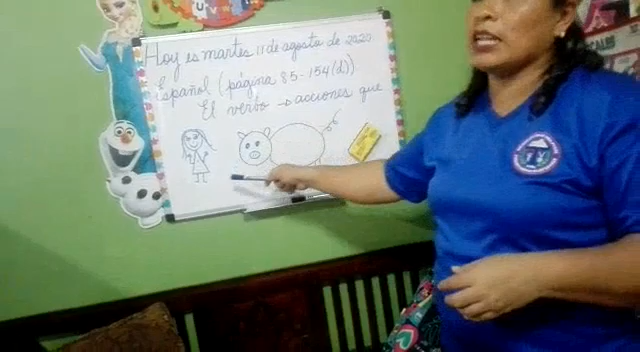 Hoy es martes 11 de agosto de 2020
Español (página 85-154(d))
El verbo → acciones que